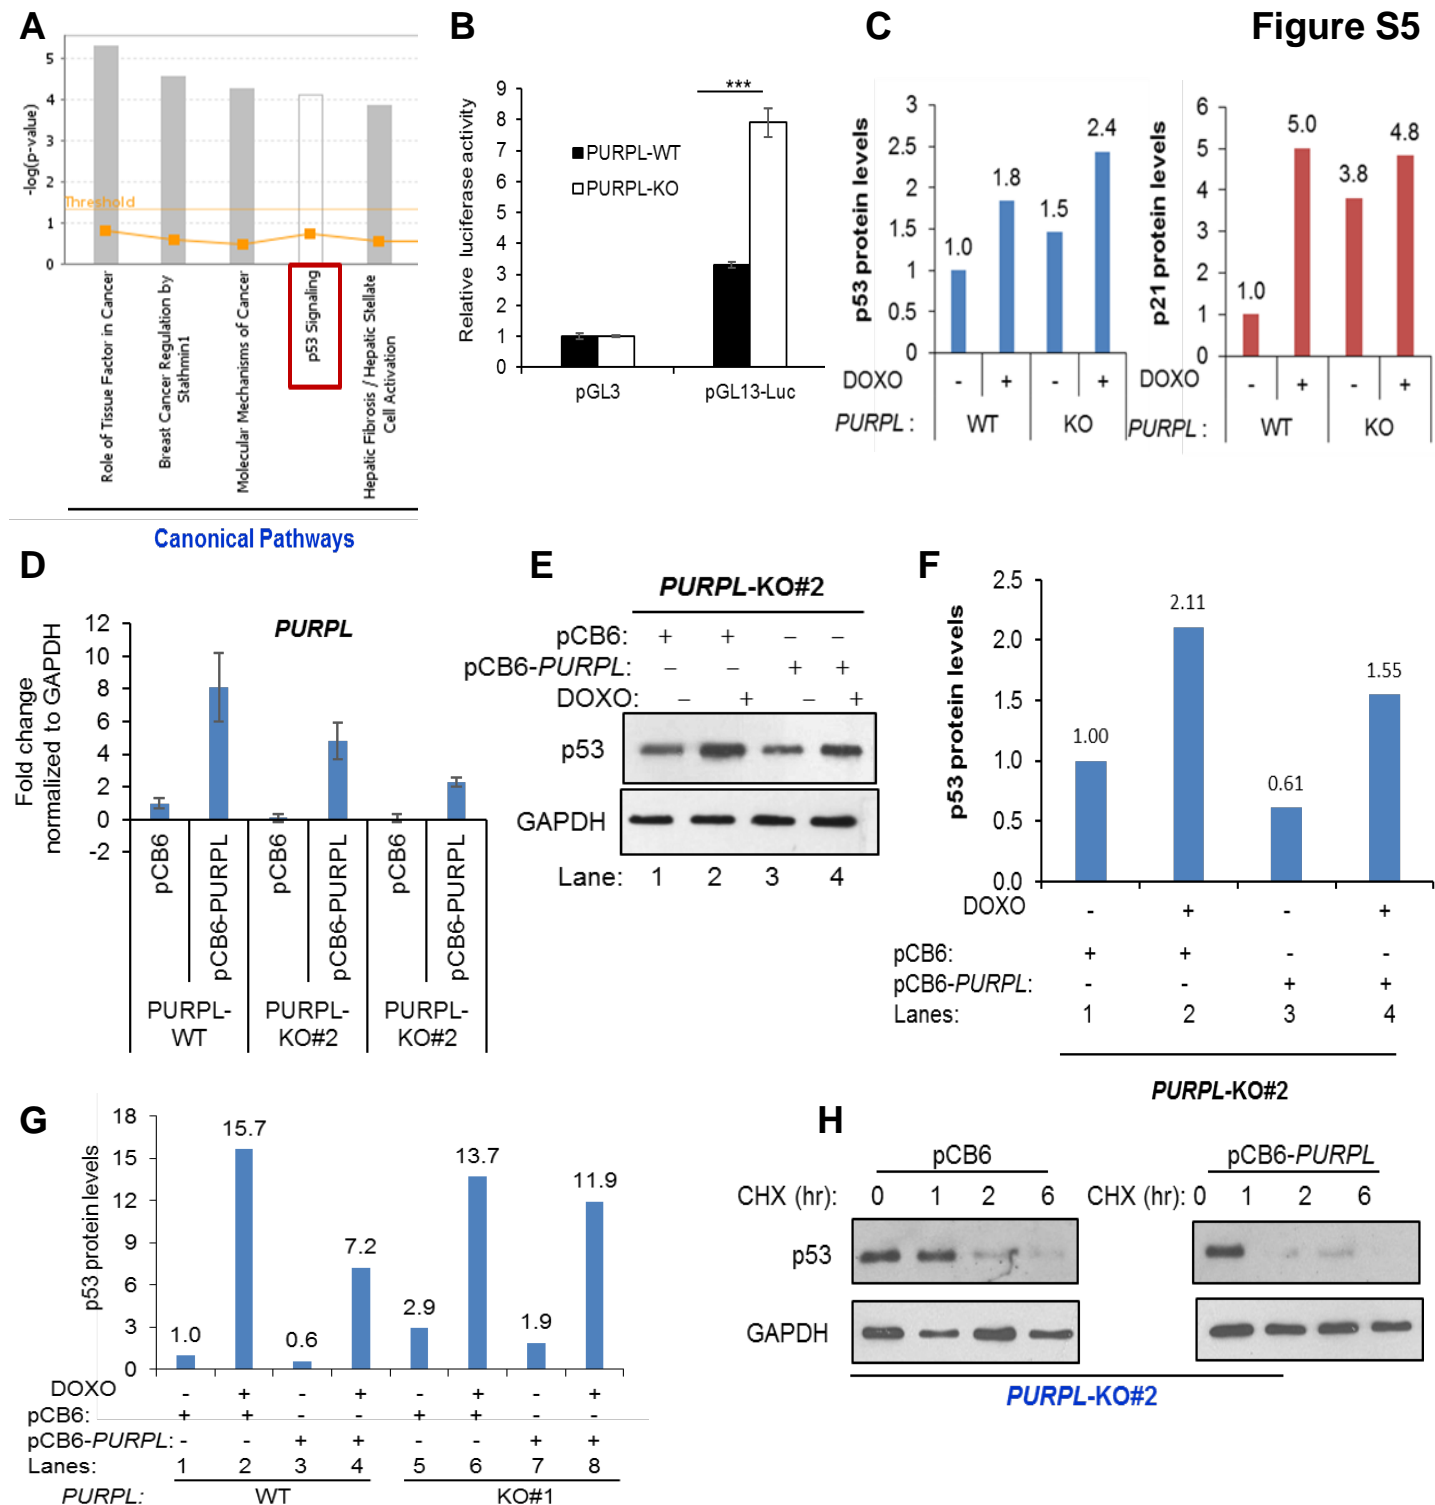 Figure S5
A
-log(p-value)
5
4
3
2
1
0
Threshold
Role of Tissue Factor in Cancer
Breast Cancer Regulation by
Stathmin1
Molecular Mechanisms of Cancer
p53 Signaling
Hepatic Fibrosis / Hepatic Stellate
Cell Activation
Canonical Pathways
B
Relative luciferase activity
9
8
7
6
5
4
3
2
1
0
***
PURPL-WT
PURPL-KO
pGL3
pGL13-Luc
C
p53 protein levels
3
2.5
2
1.5
1
0.5
0
1.0
1.8
1.5
2.4
DOXO - + - +
PURPL : WT KO
p21 protein levels
6
5
4
3
2
1
0
1.0
5.0
3.8
4.8
DOXO - + - +
PURPL : WT KO
D
PURPL
Fold change
normalized to GAPDH
12
10
8
6
4
2
0
-2
pCB6
pCB6-PURPL
pCB6
pCB6-PURPL
pCB6
pCB6-PURPL
PURPL-
WT
PURPL-
KO#2
PURPL-
KO#2
E
PURPL-KO#2
pCB6: + + – –
pCB6-PURPL: – – + +
DOXO: – + – +
p53
GAPDH
Lane: 1 2 3 4
F
p53 protein levels
2.5
2.0
1.5
1.0
0.5
0.0
1.00
2.11
0.61
1.55
DOXO - + - +
pCB6: + + - -
pCB6-PURPL: - - + +
Lanes: 1 2 3 4
PURPL-KO#2
G
p53 protein levels
18
15
12
9
6
3
0
1.0
15.7
0.6
7.2
2.9
13.7
1.9
11.9
DOXO - + - + - + - +
pCB6: + + - - + + - -
pCB6-PURPL: - - + + - - + +
Lanes: 1 2 3 4 5 6 7 8
PURPL: WT KO#1
H
pCB6 pCB6-PURPL
CHX (hr): 0 1 2 6 CHX (hr): 0 1 2 6
p53
GAPDH
PURPL-KO#2